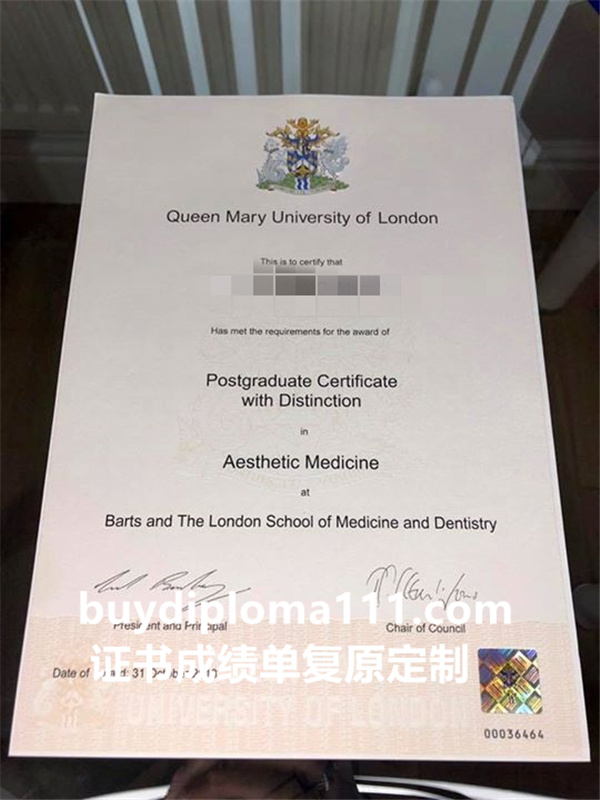 Queen Mary University of London
This is to certify that
Has met the requirements for the award of
Postgraduate Certificate
with Distinction
in
Aesthetic Medicine
at
Barts and The London School of Medicine and Dentistry
buydiploma111.com
President and Principal
Chair of Council
证书成绩单复原定制
Date of 31 October
UNIVERSITY OF LONDON
00036464